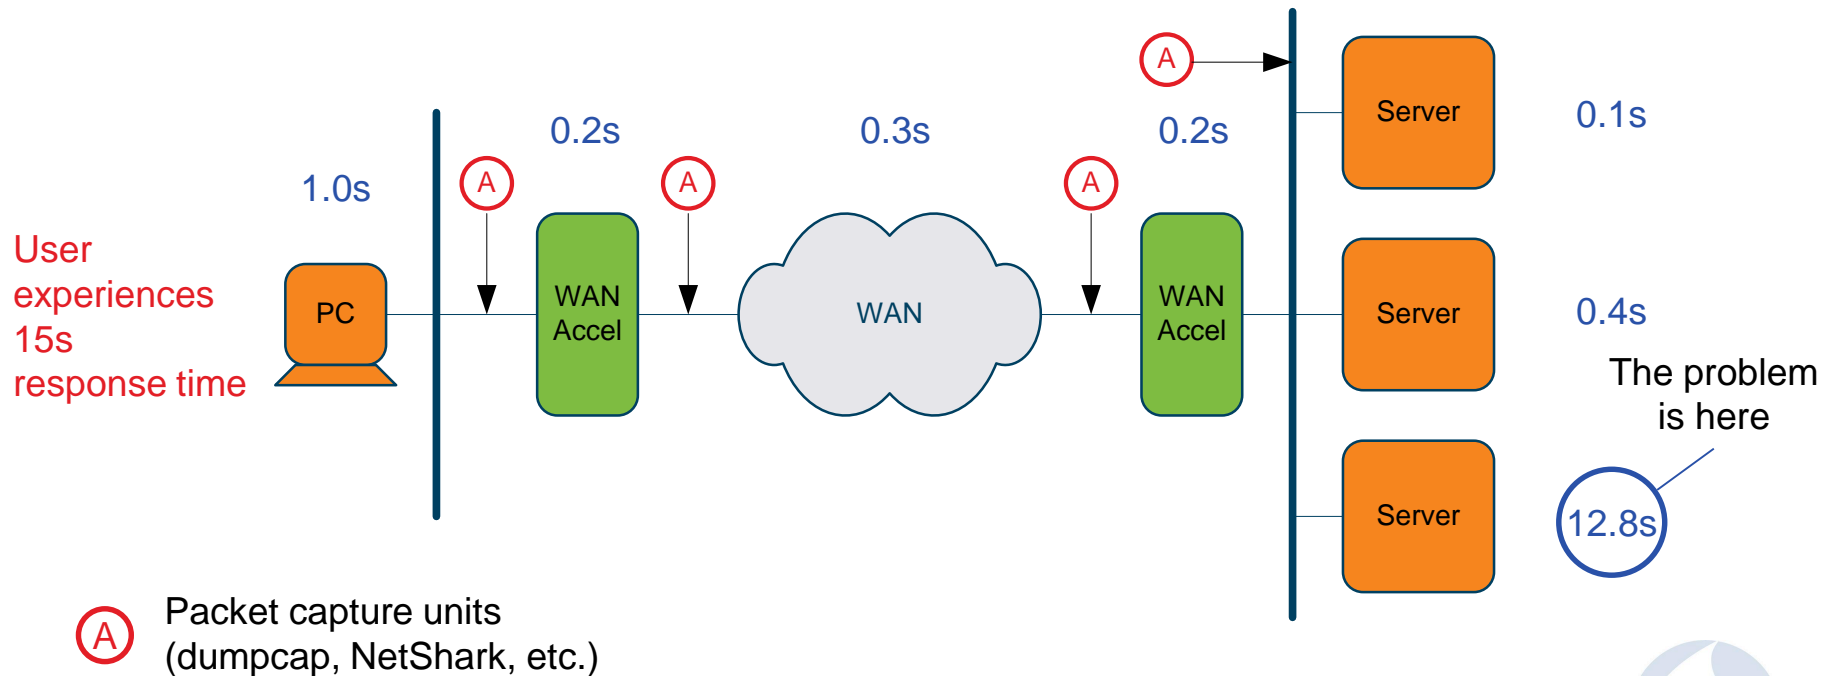 A
0.2s
0.3s
0.2s
Server
0.1s
1.0s
A
A
A
User
experiences
15s
response time
PC
WAN
Accel
WAN
WAN
Accel
Server
0.4s
The problem
is here
Server
12.8s
A
Packet capture units
(dumpcap, NetShark, etc.)